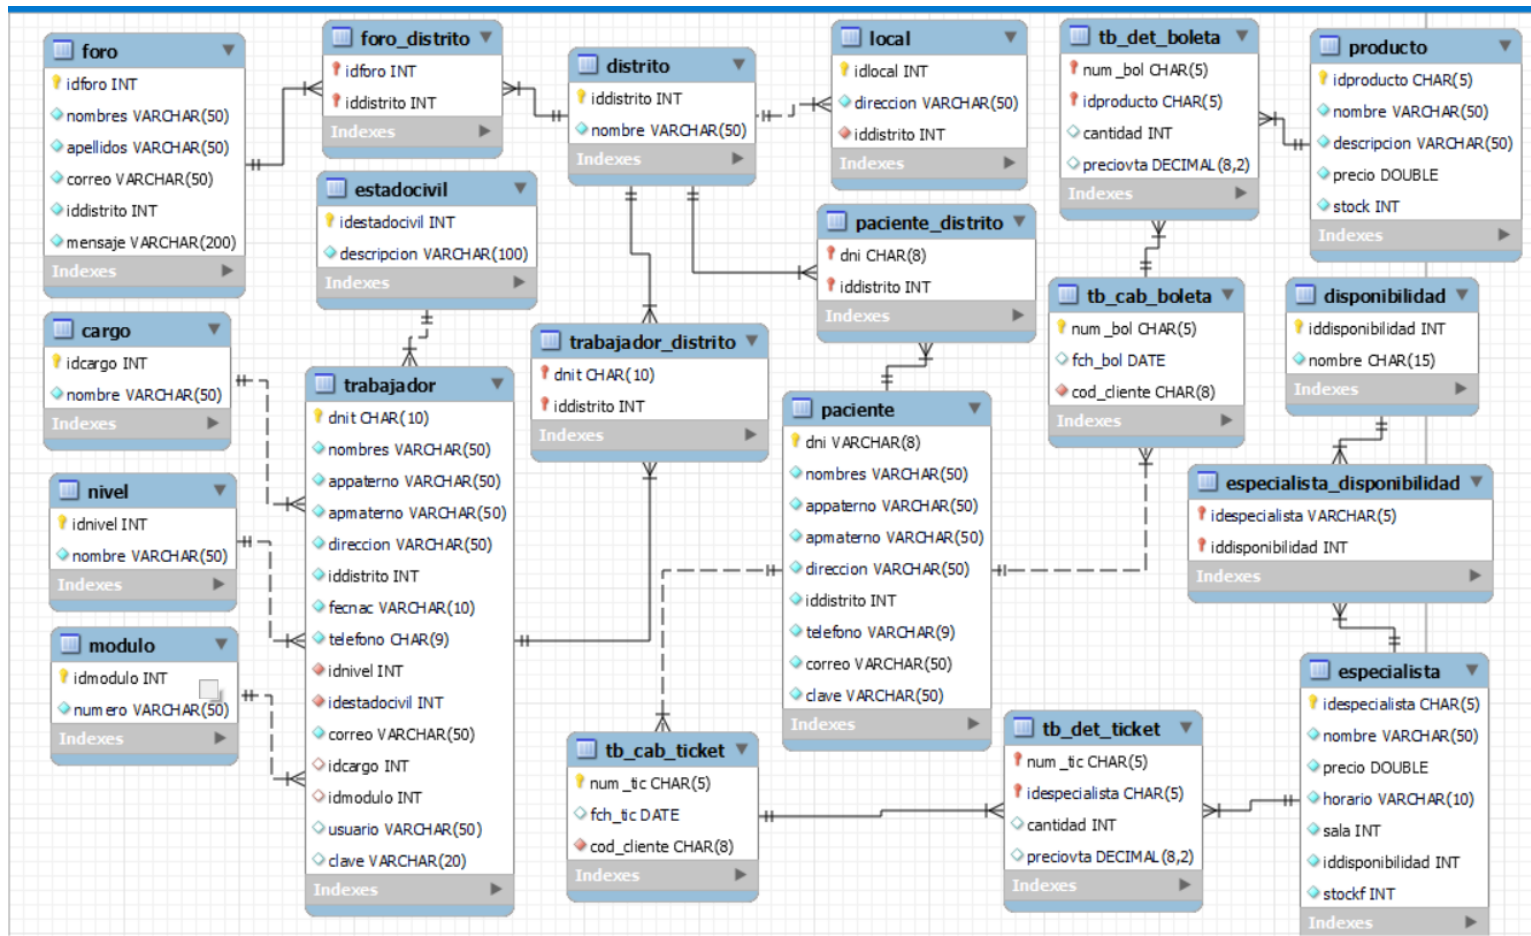 foro
idforo INT
nombres VARCHAR(50)
apellidos VARCHAR(50)
correo VARCHAR(50)
iddistrito INT
mensaje VARCHAR(200)
Indexes
foro_distrito
idforo INT
iddistrito INT
Indexes
distrito
iddistrito INT
nombre VARCHAR(50)
Indexes
local
idlocal INT
direccion VARCHAR(50)
iddistrito INT
Indexes
tb_det_boleta
num_bol CHAR(5)
idproducto CHAR(5)
cantidad INT
preciovta DECIMAL(8,2)
Indexes
producto
idproducto CHAR(5)
nombre VARCHAR(50)
descripcion VARCHAR(50)
precio DOUBLE
stock INT
Indexes
estadocivil
idestadocivil INT
descripcion VARCHAR(100)
Indexes
paciente_distrito
dni CHAR(8)
iddistrito INT
Indexes
tb_cab_boleta
num_bol CHAR(5)
fch_bol DATE
cod_cliente CHAR(8)
Indexes
disponibilidad
iddisponibilidad INT
nombre CHAR(15)
Indexes
cargo
idcargo INT
nombre VARCHAR(50)
Indexes
trabajador_distrito
dnit CHAR(10)
iddistrito INT
Indexes
trabajador
dnit CHAR(10)
nombres VARCHAR(50)
appaterno VARCHAR(50)
apmaterno VARCHAR(50)
direccion VARCHAR(50)
iddistrito INT
fecnac VARCHAR(10)
telefono CHAR(9)
idnivel INT
idestadocivil INT
correo VARCHAR(50)
idcargo INT
idmodulo INT
usuario VARCHAR(50)
clave VARCHAR(20)
Indexes
paciente
dni VARCHAR(8)
nombres VARCHAR(50)
appaterno VARCHAR(50)
apmaterno VARCHAR(50)
direccion VARCHAR(50)
iddistrito INT
telefono VARCHAR(9)
correo VARCHAR(50)
clave VARCHAR(50)
Indexes
especialista_disponibilidad
idespecialista VARCHAR(5)
iddisponibilidad INT
Indexes
nivel
idnivel INT
nombre VARCHAR(50)
Indexes
modulo
idmodulo INT
numero VARCHAR(50)
Indexes
tb_cab_ticket
num_tic CHAR(5)
fch_tic DATE
cod_cliente CHAR(8)
Indexes
tb_det_ticket
num_tic CHAR(5)
idespecialista CHAR(5)
cantidad INT
preciovta DECIMAL(8,2)
Indexes
especialista
idespecialista CHAR(5)
nombre VARCHAR(50)
precio DOUBLE
horario VARCHAR(10)
sala INT
iddisponibilidad INT
stockf INT
Indexes